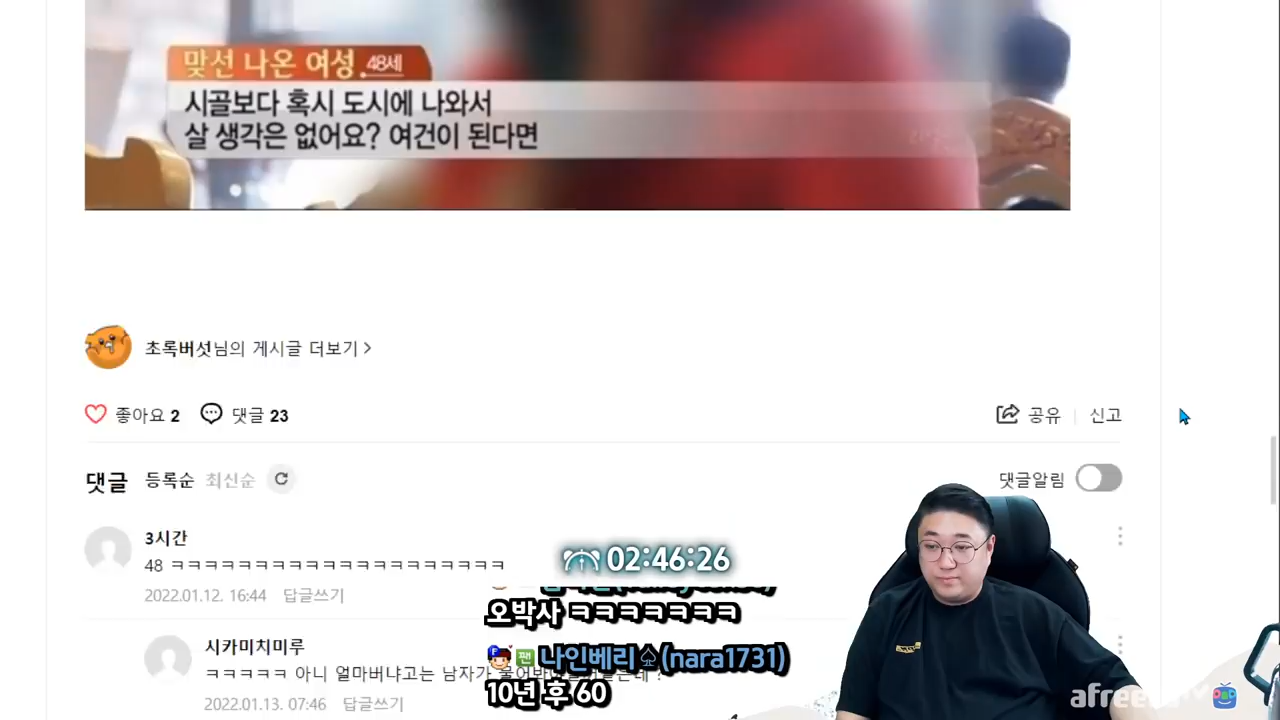 맞선 나온 여성 48세
시골보다 혹시 도시에 나와서
살 생각은 없어요? 여건이 된다면
초록버섯님의 게시글 더보기 >
좋아요 2 댓글 23
공유 | 신고
댓글 등록순 최신순
댓글알림
3시간
48 ㅋㅋㅋㅋㅋㅋㅋㅋㅋㅋㅋㅋㅋㅋㅋㅋㅋㅋㅋㅋㅋㅋㅋㅋ
2022.01.12. 16:44 답글쓰기
02:46:26
오박사 ㅋㅋㅋㅋㅋㅋㅋ
시카미치미루
ㅋㅋㅋㅋㅋ 아니 얼마버냐고는 남자가
2022.01.13. 07:46 답글쓰기
팬 나인베리♤(nara1731)
10년 후 60